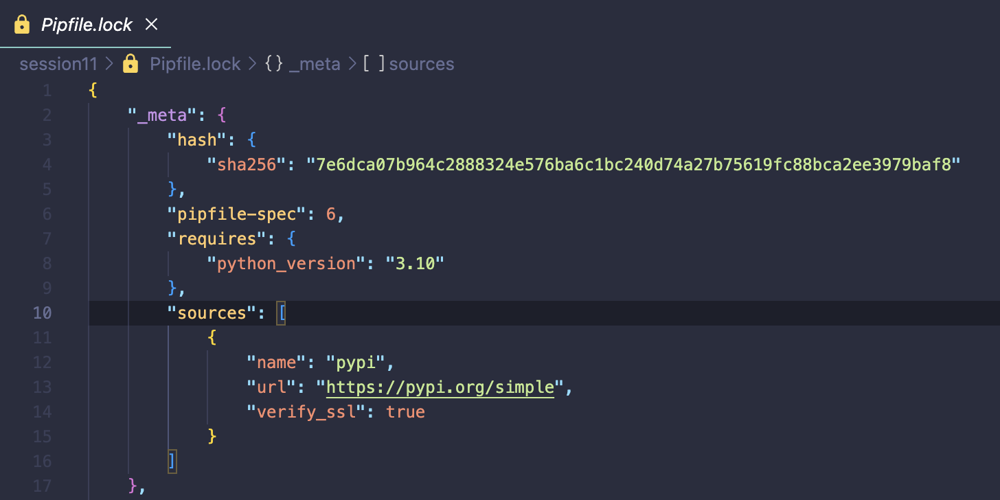 Pipfile.lock
session11 > Pipfile.lock > {} _meta > [ ] sources
1 {
2     "_meta": {
3         "hash": {
4             "sha256": "7e6dca07b964c2888324e576ba6c1bc240d74a27b75619fc88bca2ee3979baf8"
5         },
6         "pipfile-spec": 6,
7         "requires": {
8             "python_version": "3.10"
9         },
10         "sources": [
11             {
12                 "name": "pypi",
13                 "url": "https://pypi.org/simple",
14                 "verify_ssl": true
15             }
16         ]
17     },